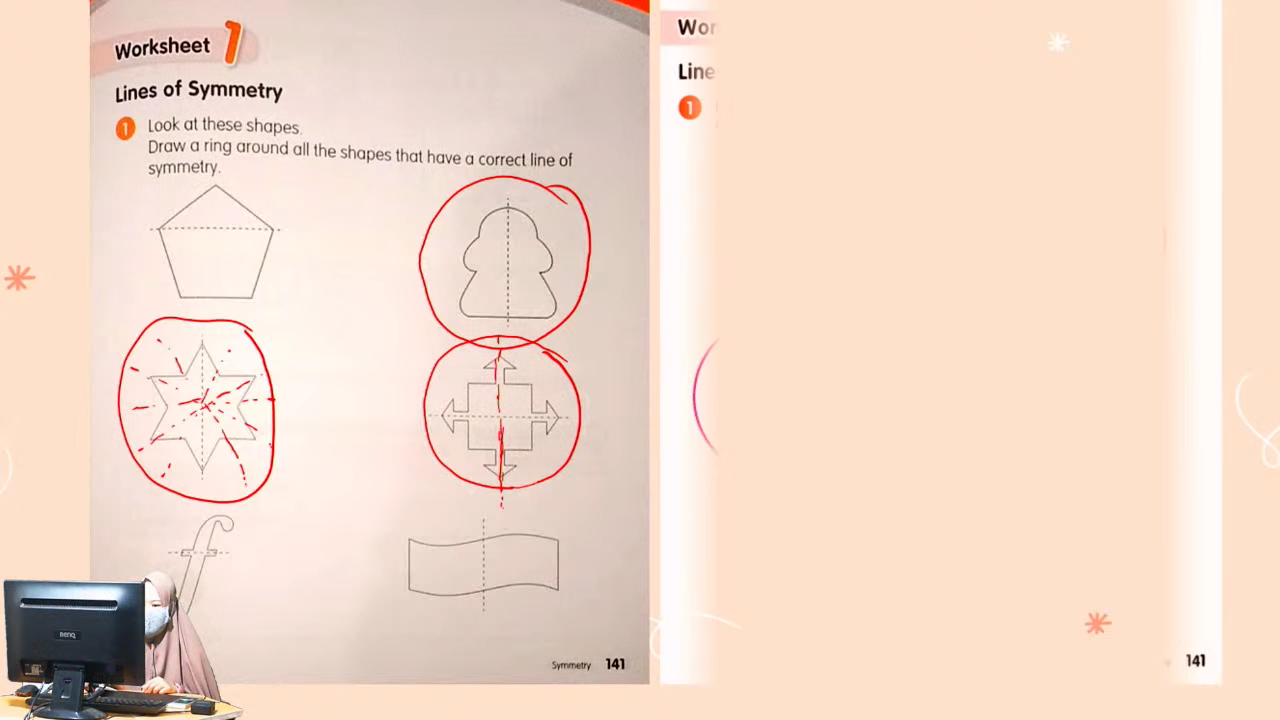 Worksheet 1
Lines of Symmetry
1 Look at these shapes.
Draw a ring around all the shapes that have a correct line of
symmetry.
Symmetry 141
BENQ
Wor
Line
1
141